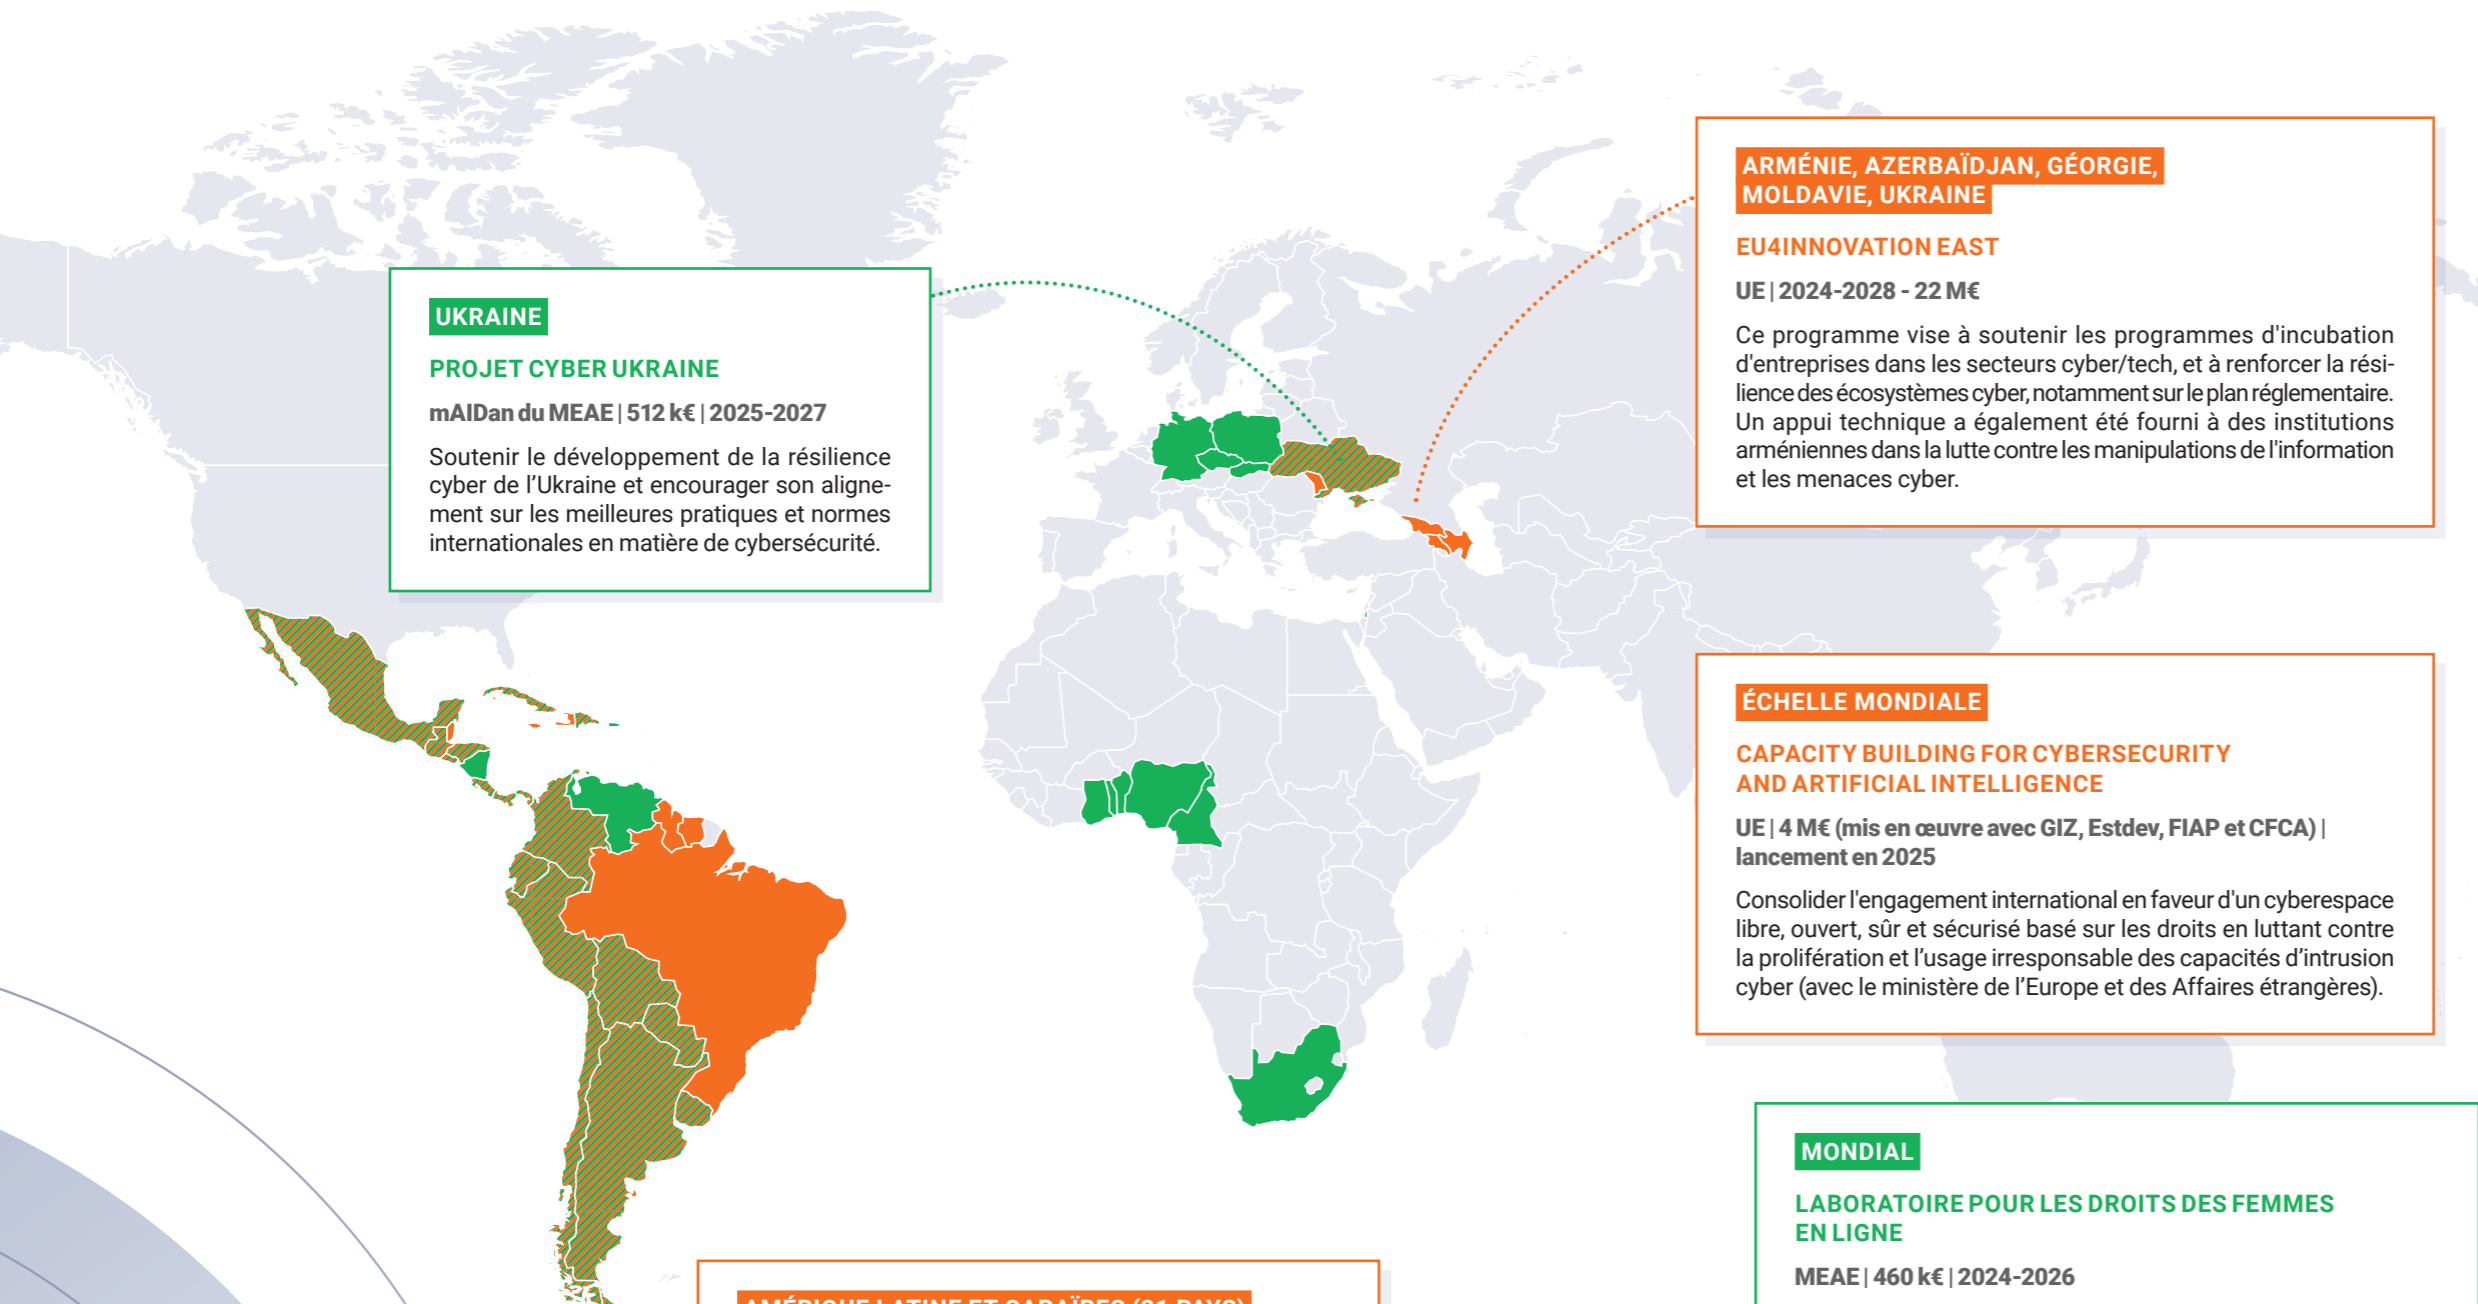 UKRAINE
PROJET CYBER UKRAINE
mAIDan du MEAE | 512 k€ | 2025-2027
Soutenir le développement de la résilience
cyber de l’Ukraine et encourager son aligne-
ment sur les meilleures pratiques et normes
internationales en matière de cybersécurité.
ARMÉNIE, AZERBAÏDJAN, GÉORGIE,
MOLDAVIE, UKRAINE
EU4INNOVATION EAST
UE | 2024-2028 - 22 M€
Ce programme vise à soutenir les programmes d'incubation
d'entreprises dans les secteurs cyber/tech, et à renforcer la rési-
lience des écosystèmes cyber, notamment sur le plan réglementaire.
Un appui technique a également été fourni à des institutions
arméniennes dans la lutte contre les manipulations de l'information
et les menaces cyber.
ÉCHELLE MONDIALE
CAPACITY BUILDING FOR CYBERSECURITY
AND ARTIFICIAL INTELLIGENCE
UE | 4 M€ (mis en œuvre avec GIZ, Estdev, FIAP et CFCA) |
lancement en 2025
Consolider l'engagement international en faveur d'un cyberespace
libre, ouvert, sûr et sécurisé basé sur les droits en luttant contre
la prolifération et l’usage irresponsable des capacités d’intrusion
cyber (avec le ministère de l’Europe et des Affaires étrangères).
MONDIAL
LABORATOIRE POUR LES DROITS DES FEMMES
EN LIGNE
MEAE | 460 k€ | 2024-2026
AMÉRIQUE LATINE ET CARAÏBES